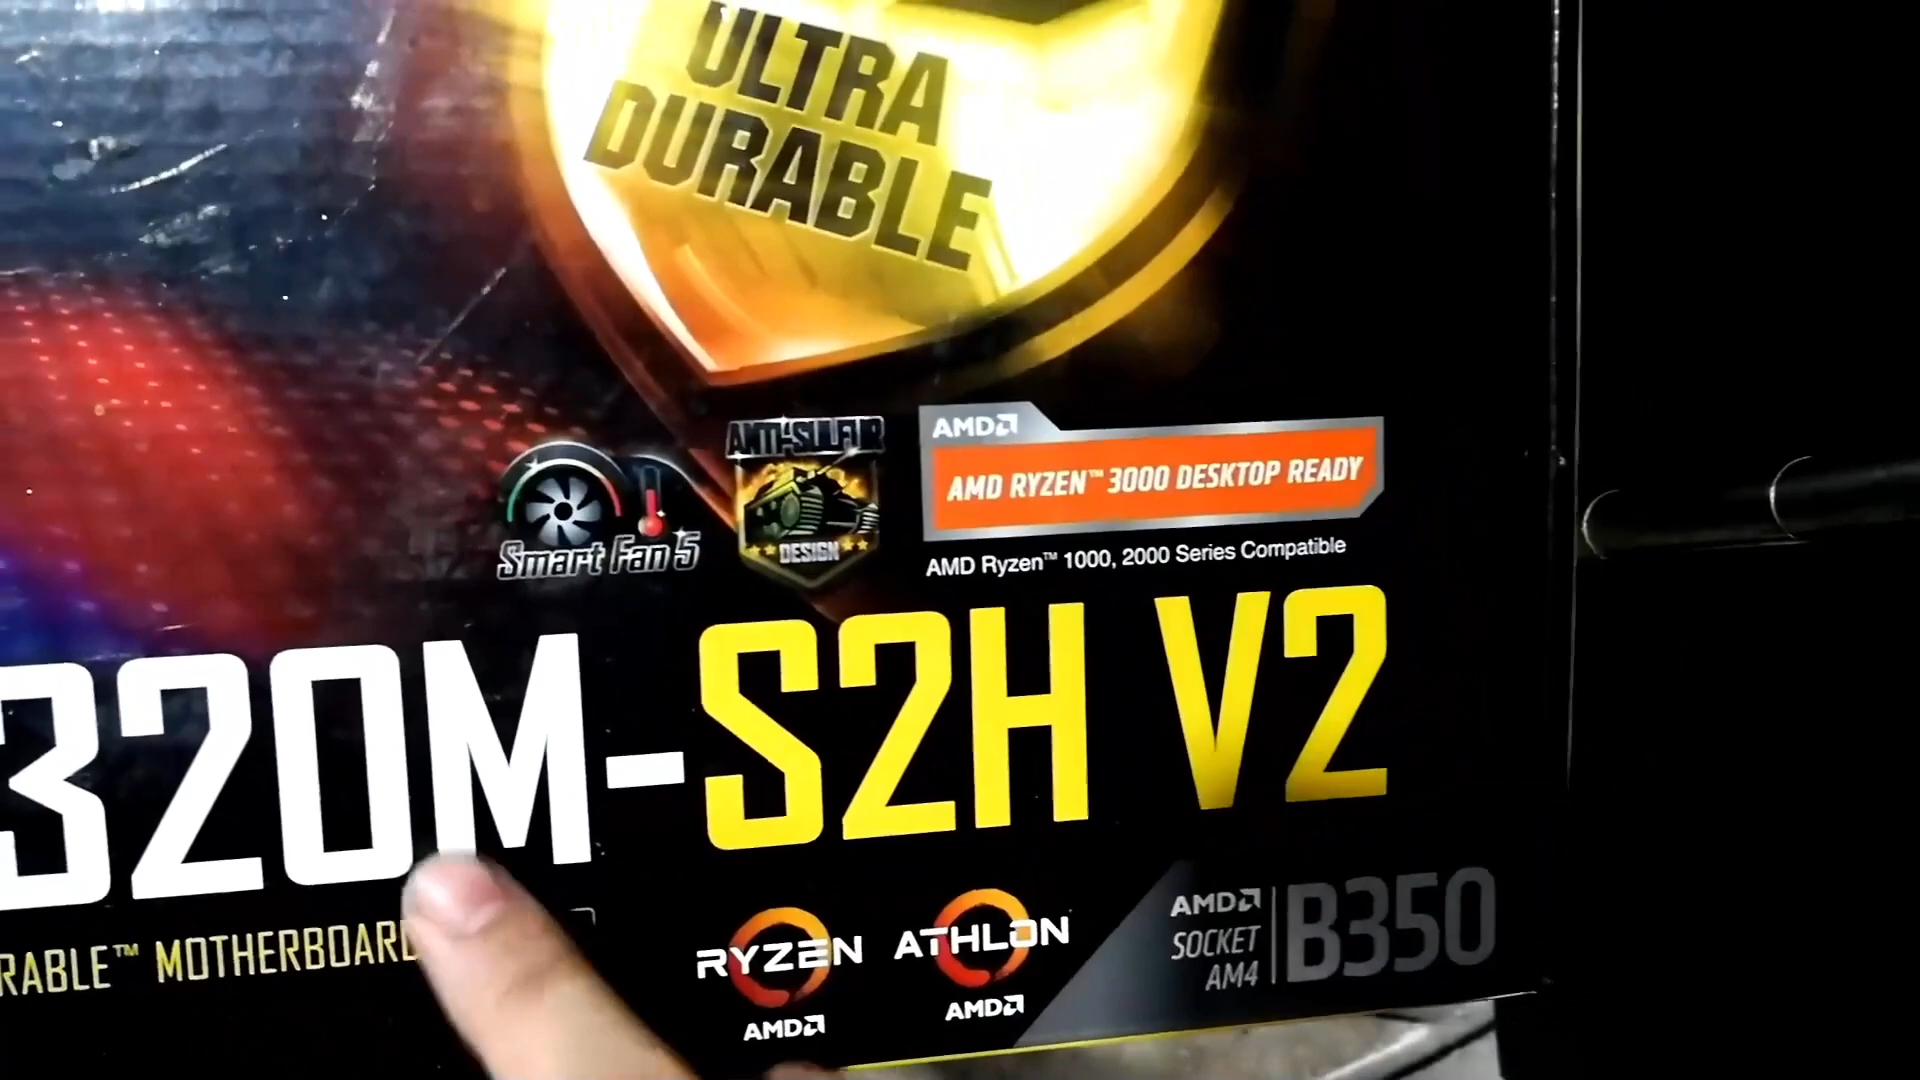 ULTRA
DURABLE
ANTI-SULFUR
DESIGN
Smart Fan 5
AMD
AMD RYZEN™ 3000 DESKTOP READY
AMD Ryzen™ 1000, 2000 Series Compatible
320M-S2H V2
RABLE™ MOTHERBOARD
RYZEN
AMD
ATHLON
AMD
AMD
SOCKET
AM4
B350